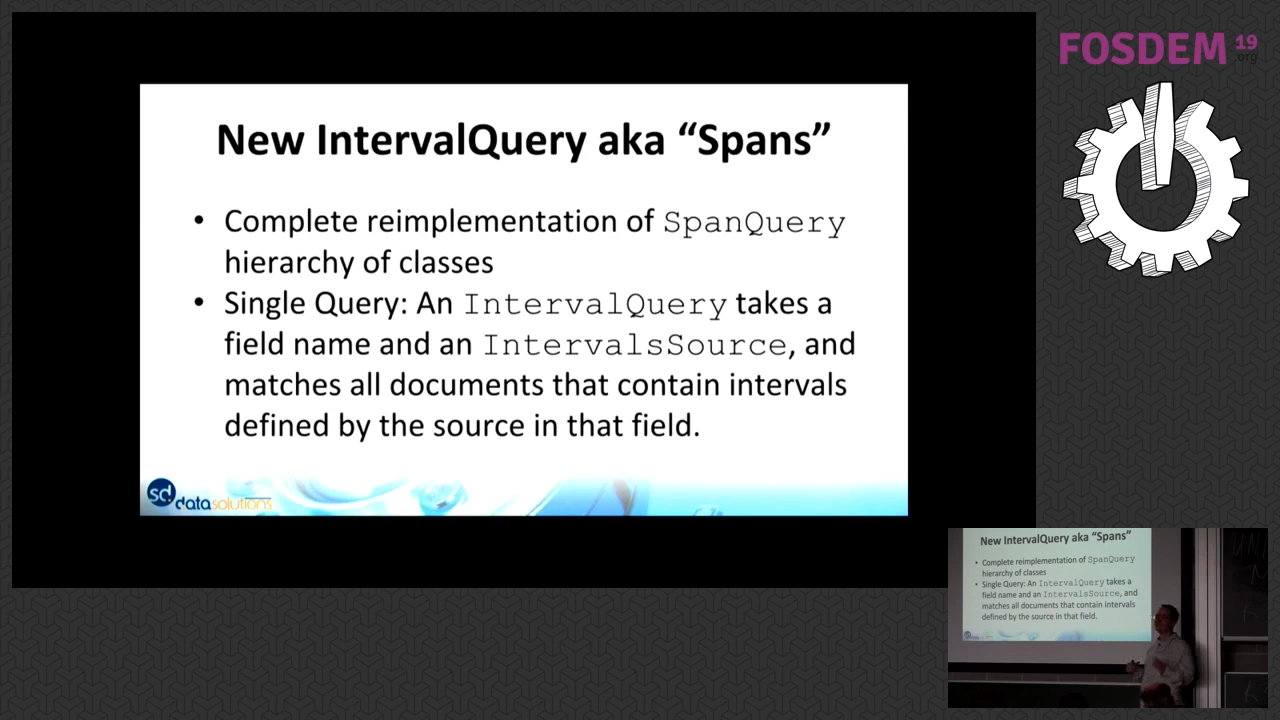 FOSDEM 19
.org
New IntervalQuery aka “Spans”
• Complete reimplementation of SpanQuery
hierarchy of classes
• Single Query: An IntervalQuery takes a
field name and an IntervalsSource, and
matches all documents that contain intervals
defined by the source in that field.
sd. datasolutions
New IntervalQuery aka “Spans”
• Complete reimplementation of SpanQuery
hierarchy of classes
• Single Query: An IntervalQuery takes a
field name and an IntervalsSource, and
matches all documents that contain intervals
defined by the source in that field.